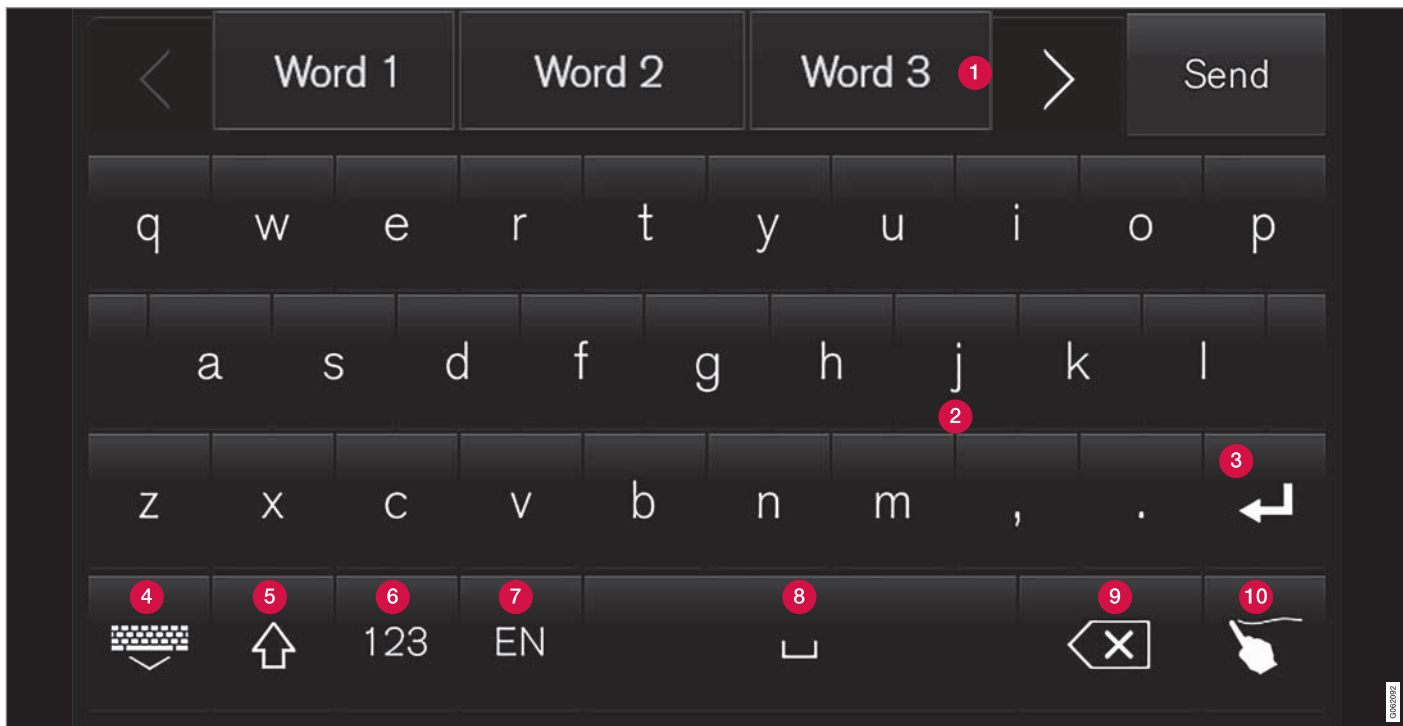 Word 1 Word 2 Word 3 1 Send
q w e r t y u i o p
a s d f g h j k l
2
3
z x c v b n m , .
4 5 6 7 8 9 10
123 EN
G062092